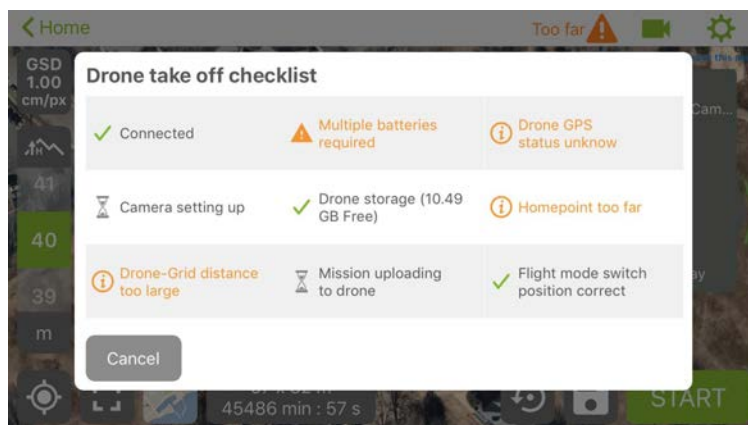 Home
Too far
GSD
1.00
cm/px
Drone take off checklist
Connected
Multiple batteries
required
Drone GPS
status unknow
Camera setting up
Drone storage (10.49
GB Free)
Homepoint too far
Drone-Grid distance
too large
Mission uploading
to drone
Flight mode switch
position correct
Cancel
Cam...
41
40
39
m
45486 min : 57 s
START